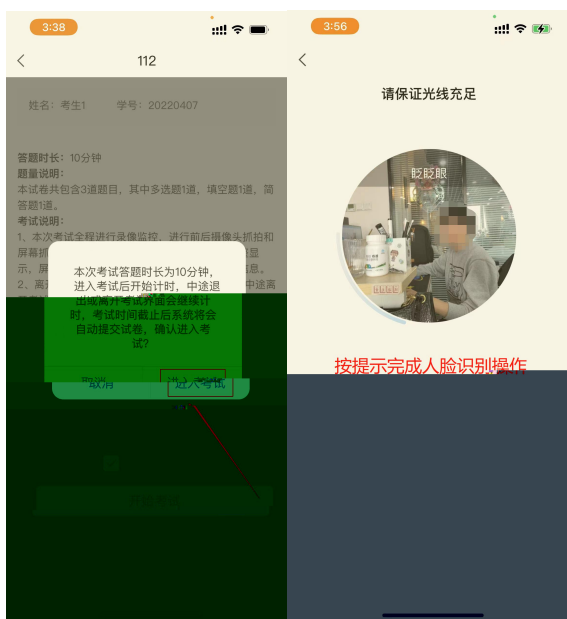 3:38
112
姓名：考生1 学号：20220407
答题时长：10分钟
题量说明：
本试卷共包含3道题目，其中多选题1道，填空题1道，简
答题1道。
考试说明：
1、本次考试全程进行录像监控，进行前后摄像头抓拍和
屏幕抓
显
示，屏
信息。
2、离
中途离
本次考试答题时长为10分钟，
进入考试后开始计时，中途退
出或离开考试界面会继续计
时，考试时间截止后系统将会
自动提交试卷，确认进入考
试？
取消 进入考试
3:56
请保证光线充足
眨眨眼
按提示完成人脸识别操作